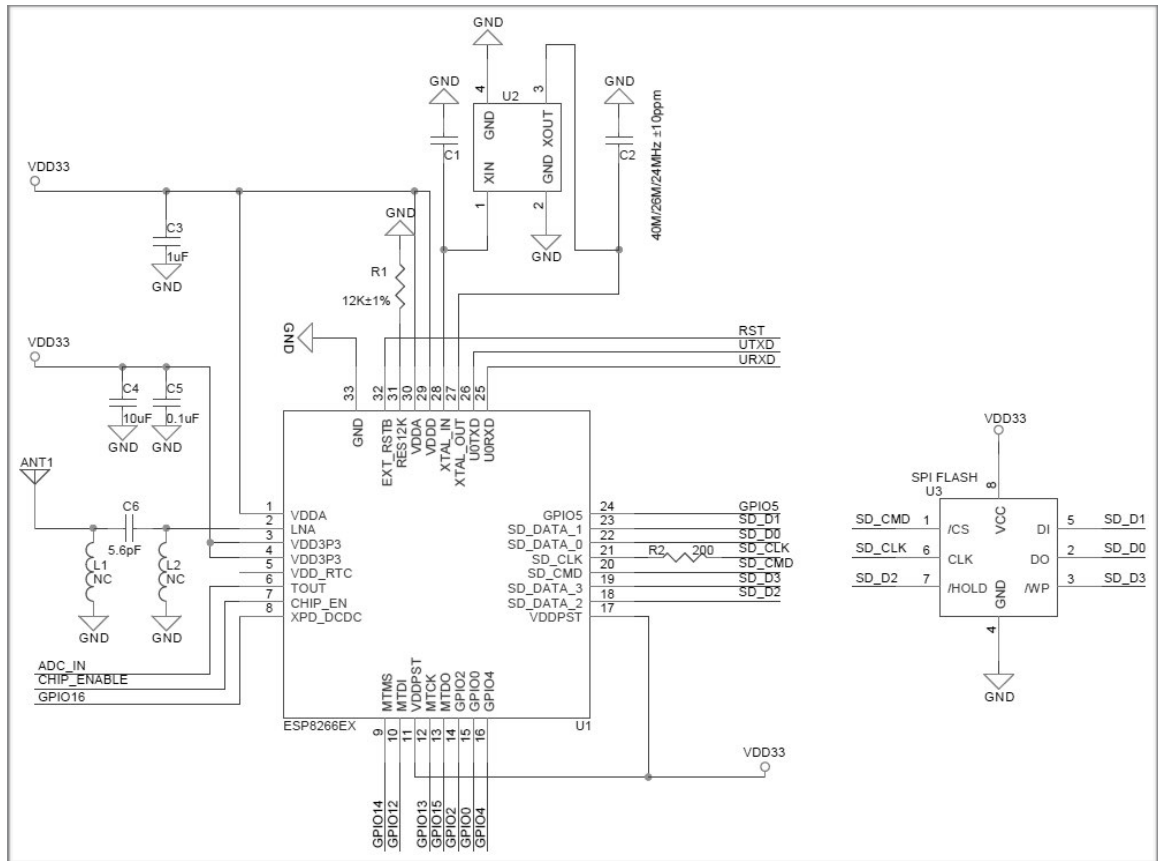 GND
GND
GND
4
3
U2
GND
XOUT
XIN
GND
C1
C2
40M/26M/24MHz ±10ppm
1
2
GND
VDD33
C3
1uF
GND
GND
R1
12K±1%
GND
RST
UTXD
URXD
VDD33
C4
C5
10uF
0.1uF
GND
GND
33
32
31
30
29
28
27
26
25
GND
EXT_RSTB
RES12K
VDDA
VDDD
XTAL_IN
XTAL_OUT
U0TXD
U0RXD
ANT1
C6
5.6pF
L1
NC
L2
NC
GND
GND
1 VDDA
2 LNA
3 VDD3P3
4 VDD3P3
5 VDD_RTC
6 TOUT
7 CHIP_EN
8 XPD_DCDC
GPIO5 24 GPIO5
SD_DATA_1 23 SD_D1
SD_DATA_0 22 SD_D0
SD_CLK 21 R2 200 SD_CLK
SD_CMD 20 SD_CMD
SD_DATA_3 19 SD_D3
SD_DATA_2 18 SD_D2
VDDPST 17
ADC_IN
CHIP_ENABLE
GPIO16
MTMS
MTDI
VDDPST
MTCK
MTDO
GPIO2
GPIO0
GPIO4
ESP8266EX
U1
9
10
11
12
13
14
15
16
GPIO14
GPIO12
GPIO13
GPIO15
GPIO2
GPIO0
GPIO4
VDD33
VDD33
SPI FLASH
U3
8
VCC
SD_CMD 1 /CS
DI 5 SD_D1
SD_CLK 6 CLK
DO 2 SD_D0
SD_D2 7 /HOLD
/WP 3 SD_D3
GND
4
GND